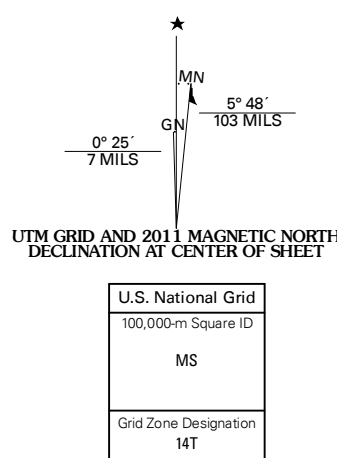 ★
MN
5° 48´
103 MILS
GN
0° 25´
7 MILS
UTM GRID AND 2011 MAGNETIC NORTH
DECLINATION AT CENTER OF SHEET
U.S. National Grid
100,000-m Square ID
MS
Grid Zone Designation
14T